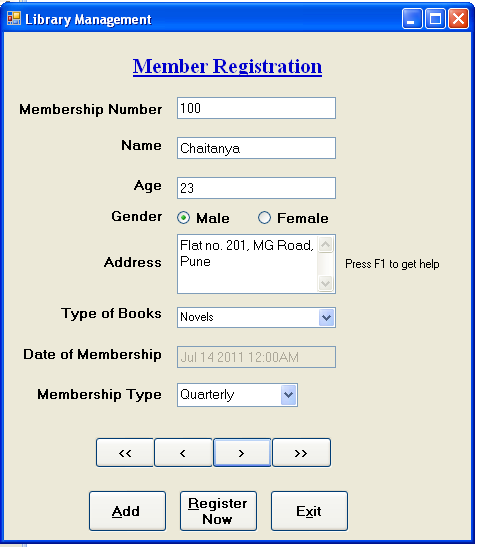 Library Management
Member Registration
Membership Number 100
Name Chaitanya
Age 23
Gender Male Female
Address Flat no. 201, MG Road,
Pune
Press F1 to get help
Type of Books Novels
Date of Membership Jul 14 2011 12:00AM
Membership Type Quarterly
<< < > >>
Add Register Now Exit